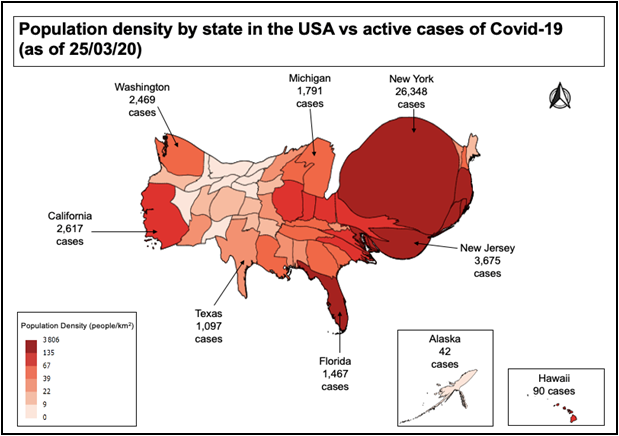 Population density by state in the USA vs active cases of Covid-19
(as of 25/03/20)
Washington
2,469
cases
Michigan
1,791
cases
New York
26,348
cases
California
2,617
cases
New Jersey
3,675
cases
Texas
1,097
cases
Florida
1,467
cases
Population Density (people/km²)
3 806
135
67
39
22
9
0
Alaska
42
cases
Hawaii
90 cases